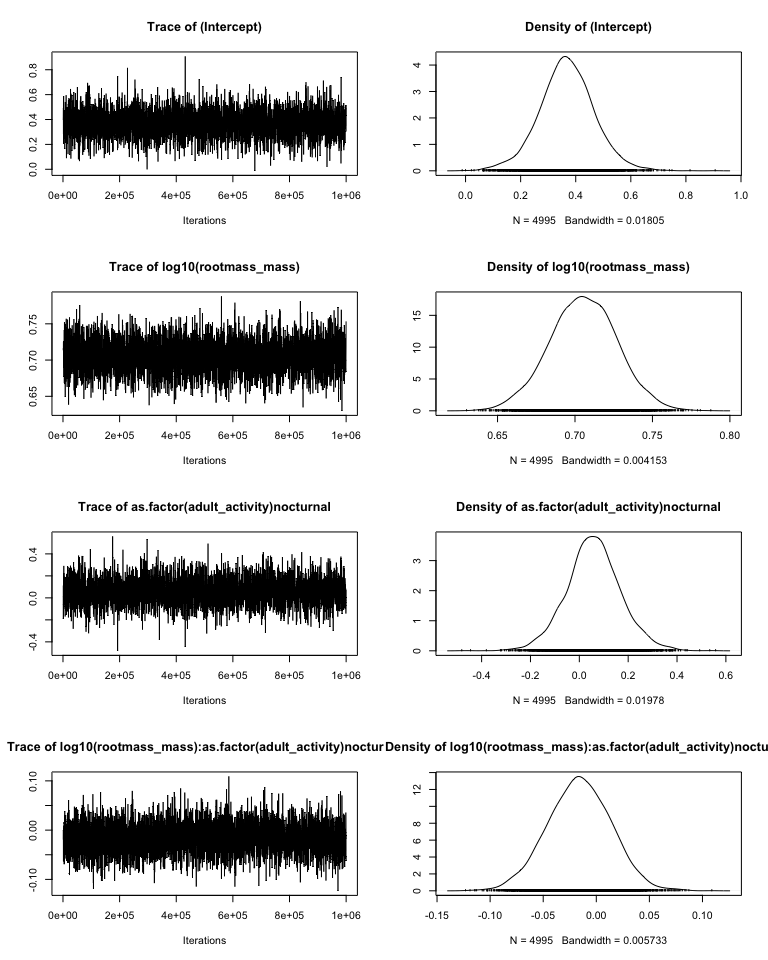 Trace of (Intercept)
0.0 0.2 0.4 0.6 0.8
0e+00 2e+05 4e+05 6e+05 8e+05 1e+06
Iterations
Density of (Intercept)
0 1 2 3 4
0.0 0.2 0.4 0.6 0.8 1.0
N = 4995 Bandwidth = 0.01805
Trace of log10(rootmass_mass)
0.65 0.70 0.75
0e+00 2e+05 4e+05 6e+05 8e+05 1e+06
Iterations
Density of log10(rootmass_mass)
0 5 10 15
0.65 0.70 0.75 0.80
N = 4995 Bandwidth = 0.004153
Trace of as.factor(adult_activity)nocturnal
-0.4 0.0 0.4
0e+00 2e+05 4e+05 6e+05 8e+05 1e+06
Iterations
Density of as.factor(adult_activity)nocturnal
0 1 2 3
-0.4 -0.2 0.0 0.2 0.4 0.6
N = 4995 Bandwidth = 0.01978
Trace of log10(rootmass_mass):as.factor(adult_activity)noctur
-0.10 0.00 0.10
0e+00 2e+05 4e+05 6e+05 8e+05 1e+06
Iterations
Density of log10(rootmass_mass):as.factor(adult_activity)noctu
0 2 4 6 8 12
-0.15 -0.10 -0.05 0.00 0.05 0.10
N = 4995 Bandwidth = 0.005733